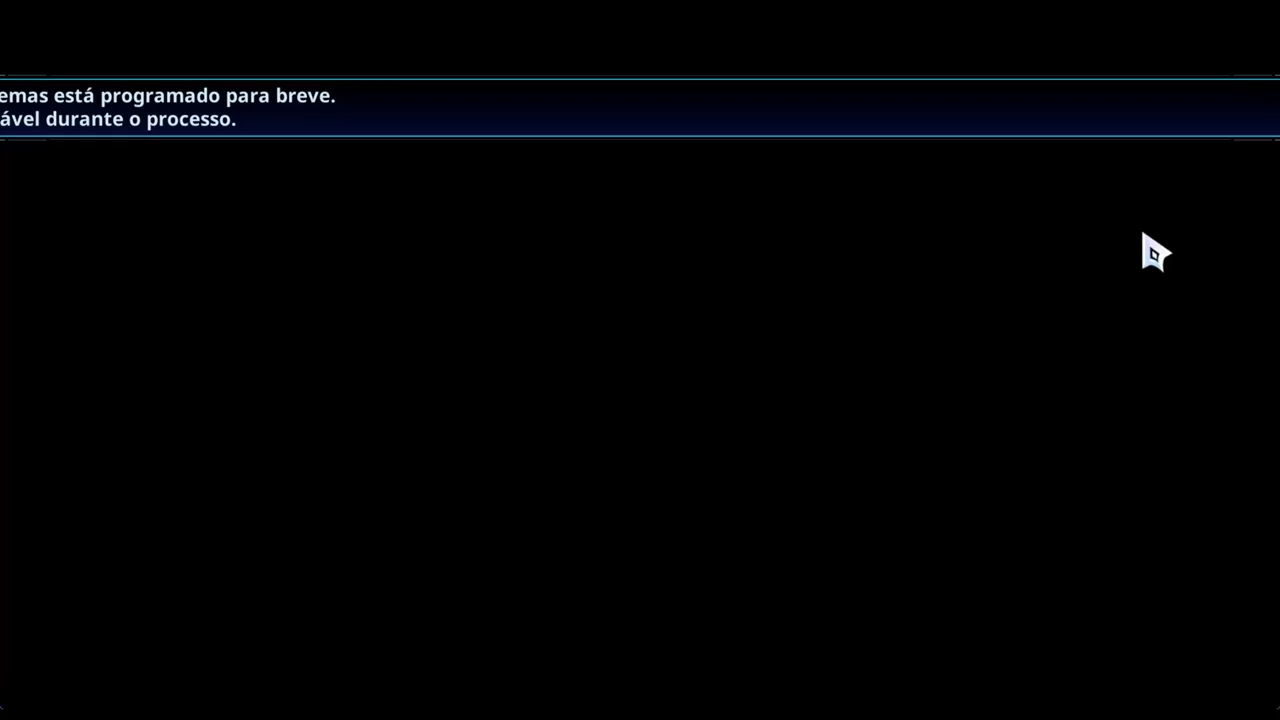 emas está programado para breve.
ável durante o processo.